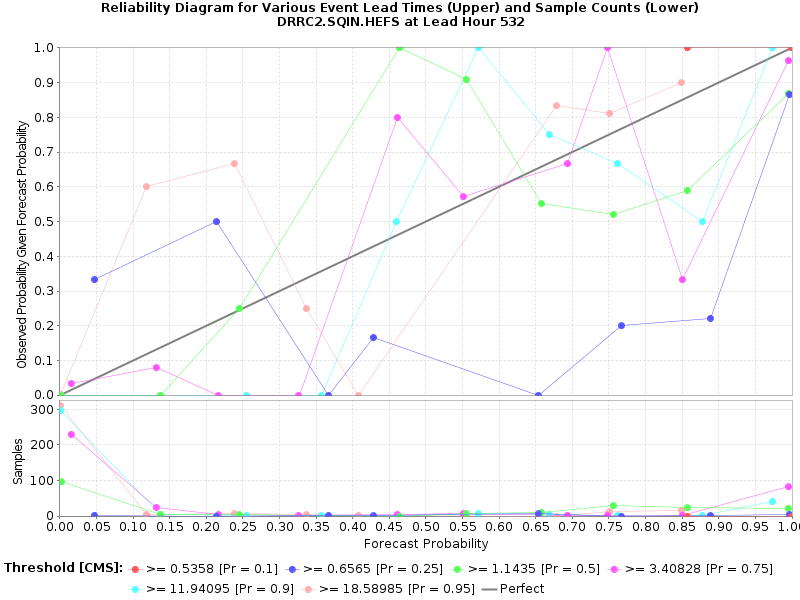 Reliability Diagram for Various Event Lead Times (Upper) and Sample Counts (Lower)
DRRC2.SQIN.HEFS at Lead Hour 532
Observed Probability Given Forecast Probability
1.0
0.9
0.8
0.7
0.6
0.5
0.4
0.3
0.2
0.1
0.0
Samples
300
200
100
0
0.00 0.05 0.10 0.15 0.20 0.25 0.30 0.35 0.40 0.45 0.50 0.55 0.60 0.65 0.70 0.75 0.80 0.85 0.90 0.95 1.0
Forecast Probability
Threshold [CMS]: >= 0.5358 [Pr = 0.1] >= 0.6565 [Pr = 0.25] >= 1.1435 [Pr = 0.5] >= 3.40828 [Pr = 0.75]
>= 11.94095 [Pr = 0.9] >= 18.58985 [Pr = 0.95] Perfect